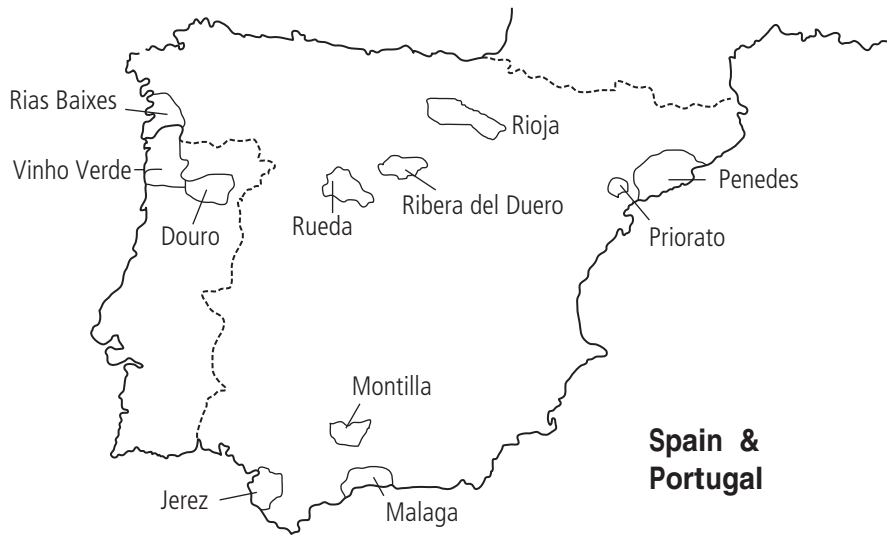 Rias Baixes
Rioja
Vinho Verde
Penedes
Ribera del Duero
Rueda
Douro
Priorato
Montilla
Spain &
Portugal
Jerez
Malaga